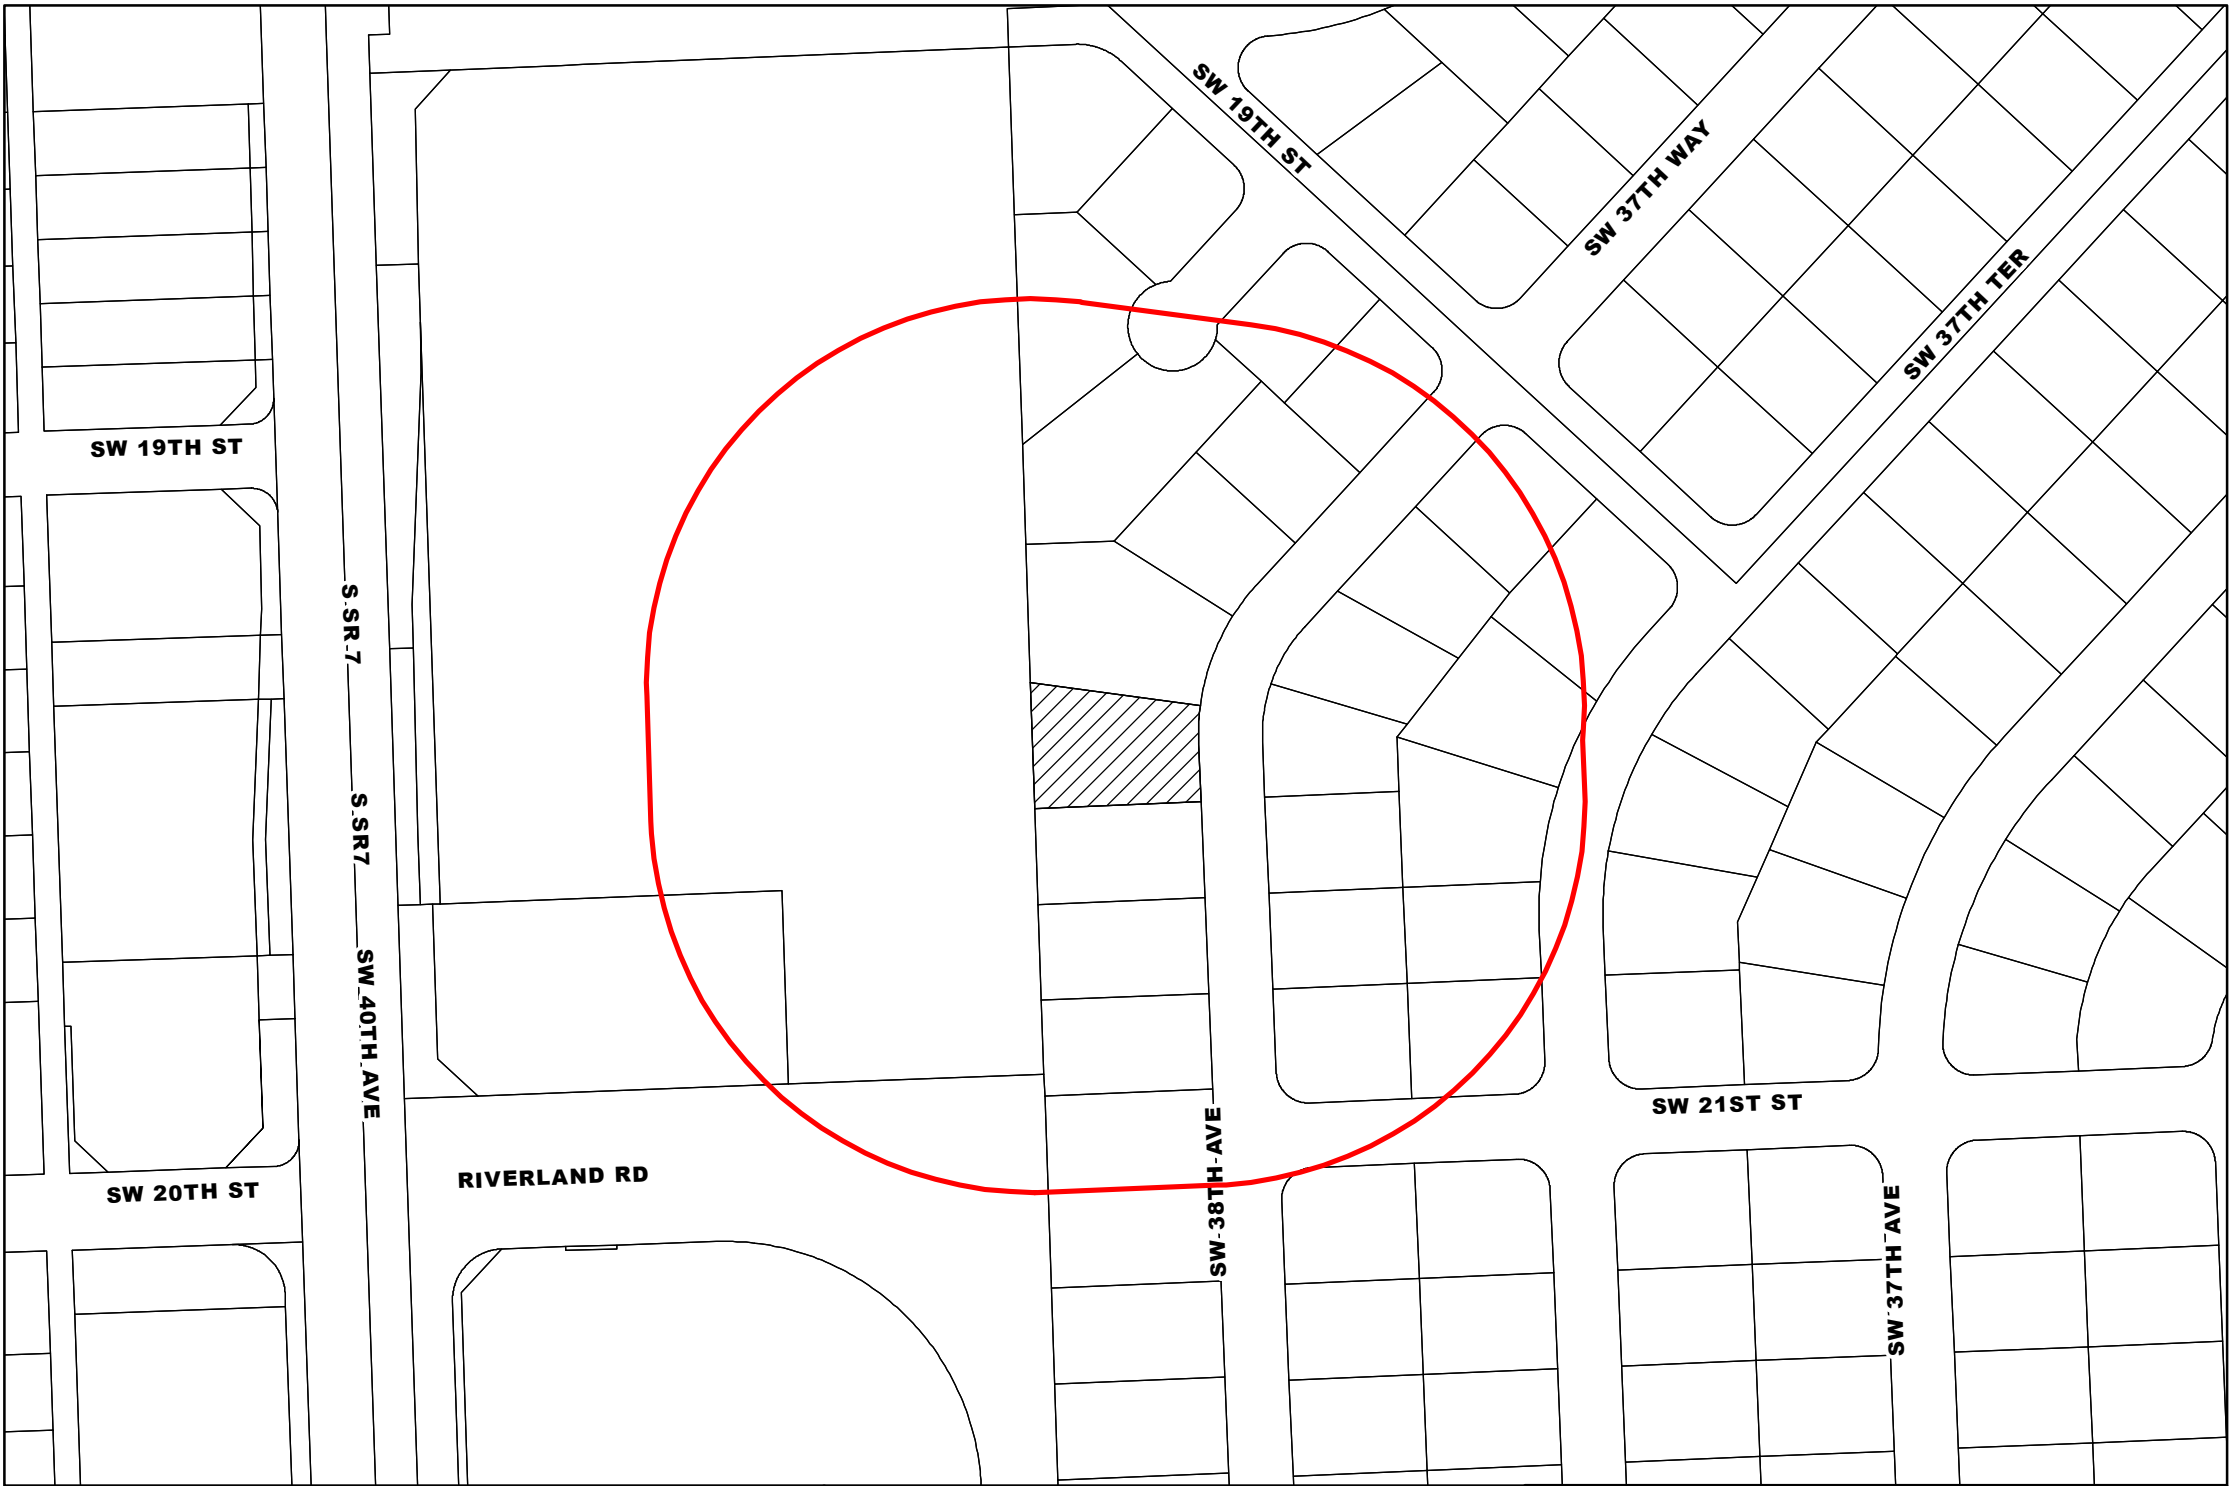 SW 19TH ST
SW 37TH WAY
SW 37TH TER
SW 19TH ST
S SR 7
S SR7
SW 40TH AVE
SW 21ST ST
SW 38TH AVE
RIVERLAND RD
SW 20TH ST
SW 37TH AVE